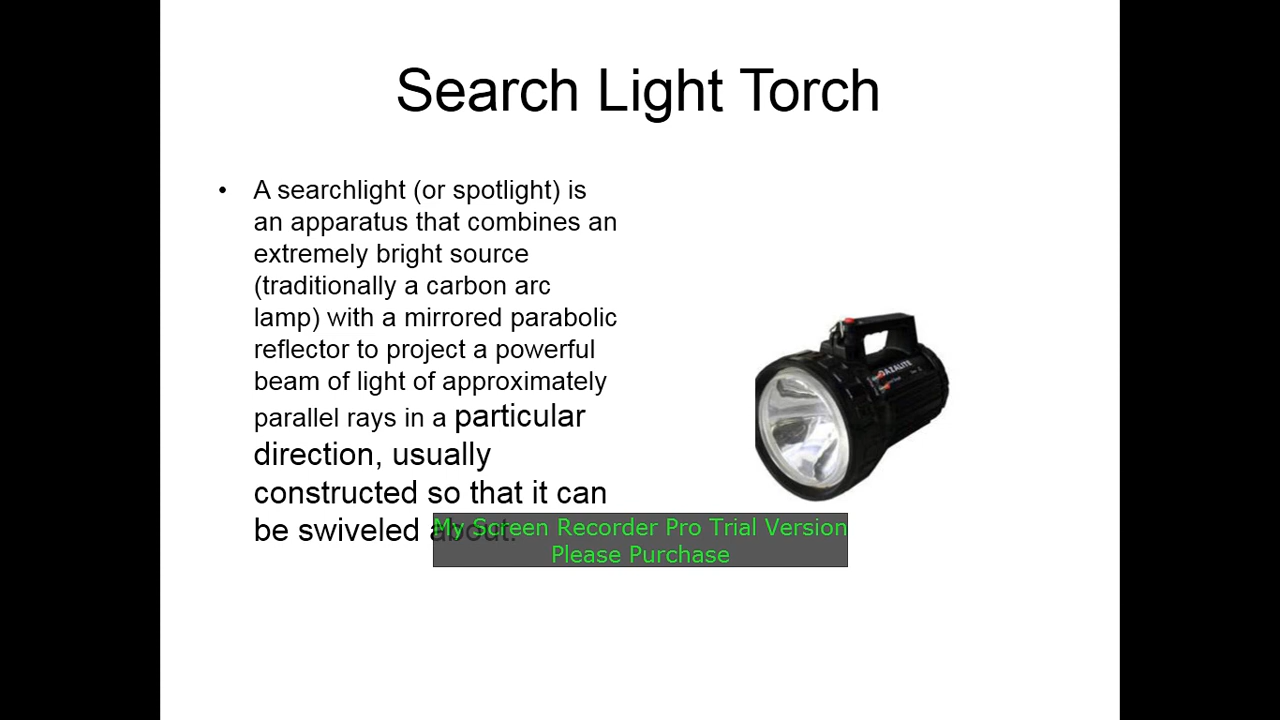 Search Light Torch
• A searchlight (or spotlight) is
an apparatus that combines an
extremely bright source
(traditionally a carbon arc
lamp) with a mirrored parabolic
reflector to project a powerful
beam of light of approximately
parallel rays in a particular
direction, usually
constructed so that it can
be swiveled about.
My Screen Recorder Pro Trial Version
Please Purchase